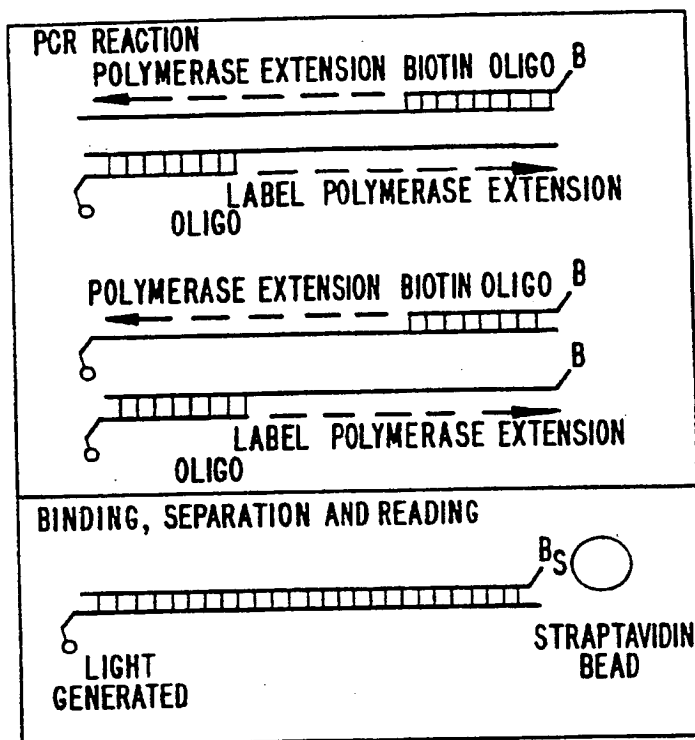 PCR REACTION
POLYMERASE EXTENSION BIOTIN OLIGO B
LABEL POLYMERASE EXTENSION
OLIGO
POLYMERASE EXTENSION BIOTIN OLIGO B
B
LABEL POLYMERASE EXTENSION
OLIGO
BINDING, SEPARATION AND READING
B S
LIGHT
GENERATED
STRAPTAVIDIN
BEAD